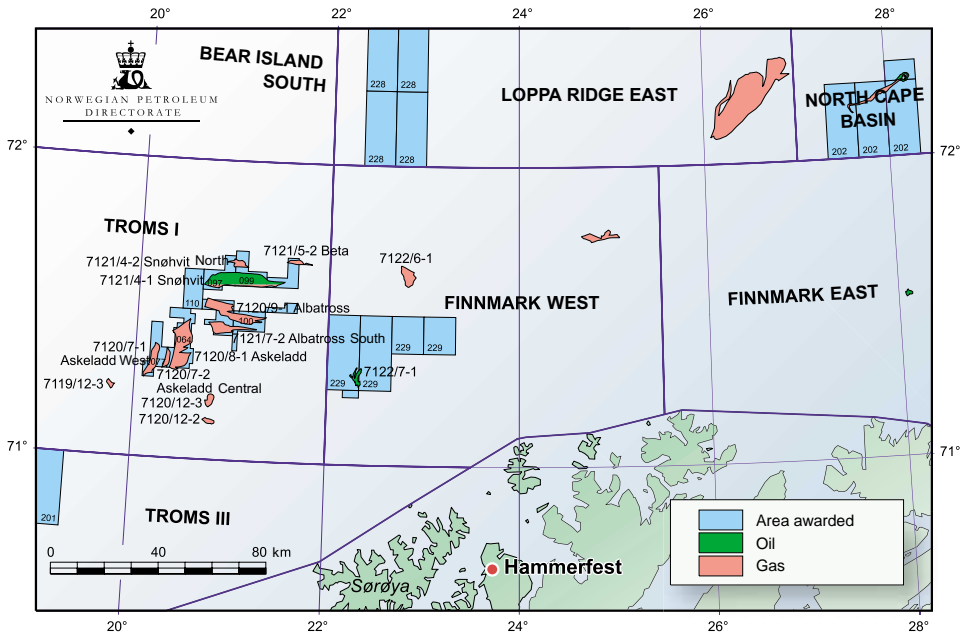 20°
22°
24°
26°
28°
BEAR ISLAND
SOUTH
NORWEGIAN PETROLEUM
DIRECTORATE
228
228
228
228
LOPPA RIDGE EAST
NORTH CAPE
BASIN
202
202
202
72°
72°
TROMS I
7121/5-2 Beta
7121/4-2 Snøhvit North
7121/4-1 Snøhvit
097
099
7122/6-1
110
7120/9-1 Albatross
100
FINNMARK WEST
FINNMARK EAST
064
7121/7-2 Albatross South
229
229
7120/7-1
Askeladd West
077
7120/8-1 Askeladd
7120/7-2
Askeladd Central
7119/12-3
7122/7-1
229
229
7120/12-3
7120/12-2
71°
71°
201
TROMS III
0
40
80 km
Hammerfest
Sørøya
Area awarded
Oil
Gas
20°
22°
24°
26°
28°